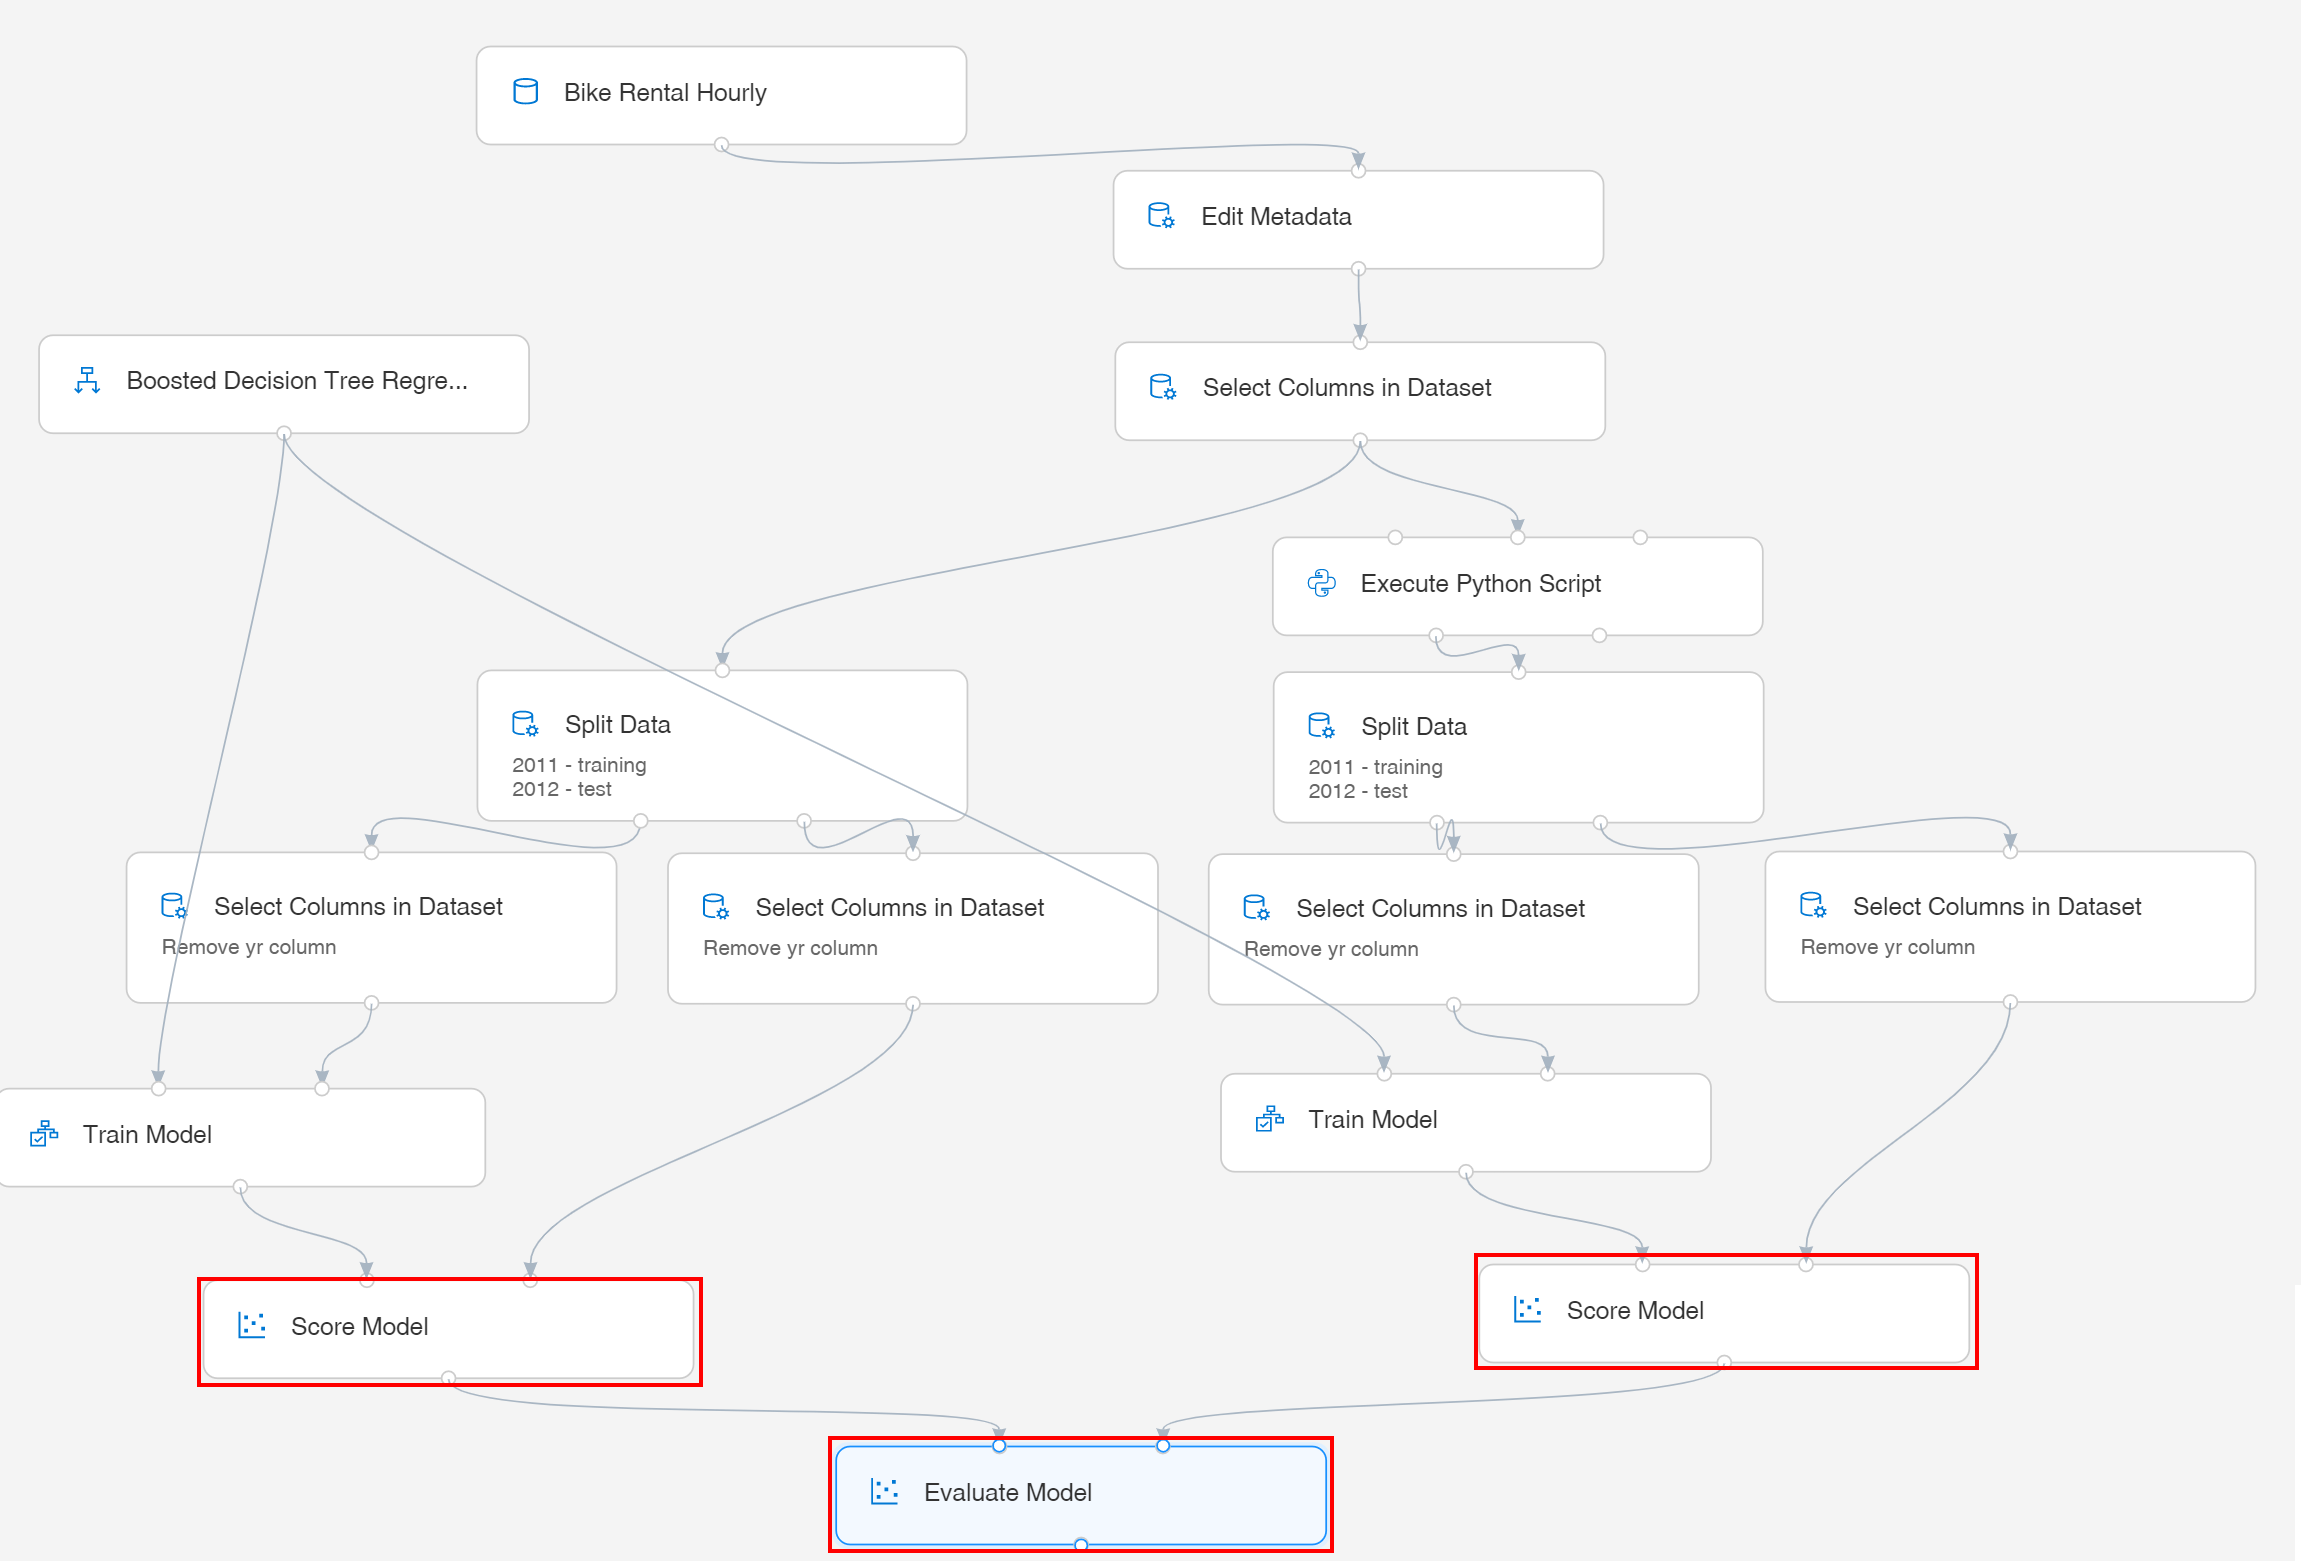 Bike Rental Hourly
Edit Metadata
Boosted Decision Tree Regre...
Select Columns in Dataset
Execute Python Script
Split Data
2011 - training
2012 - test
Split Data
2011 - training
2012 - test
Select Columns in Dataset
Remove yr column
Select Columns in Dataset
Remove yr column
Select Columns in Dataset
Remove yr column
Select Columns in Dataset
Remove yr column
Train Model
Train Model
Score Model
Score Model
Evaluate Model